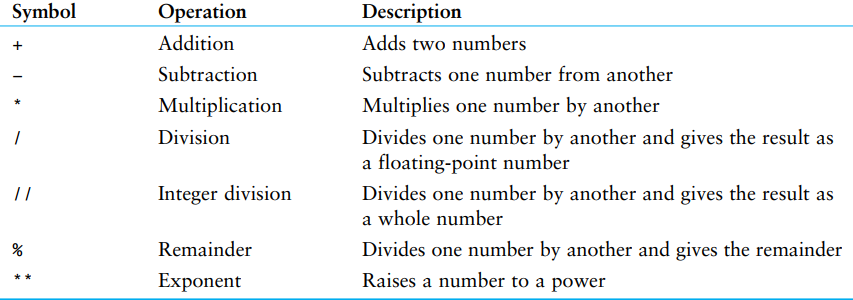 Symbol Operation Description
+ Addition Adds two numbers
− Subtraction Subtracts one number from another
* Multiplication Multiplies one number by another
/ Division Divides one number by another and gives the result as
a floating-point number
// Integer division Divides one number by another and gives the result as
a whole number
% Remainder Divides one number by another and gives the remainder
** Exponent Raises a number to a power